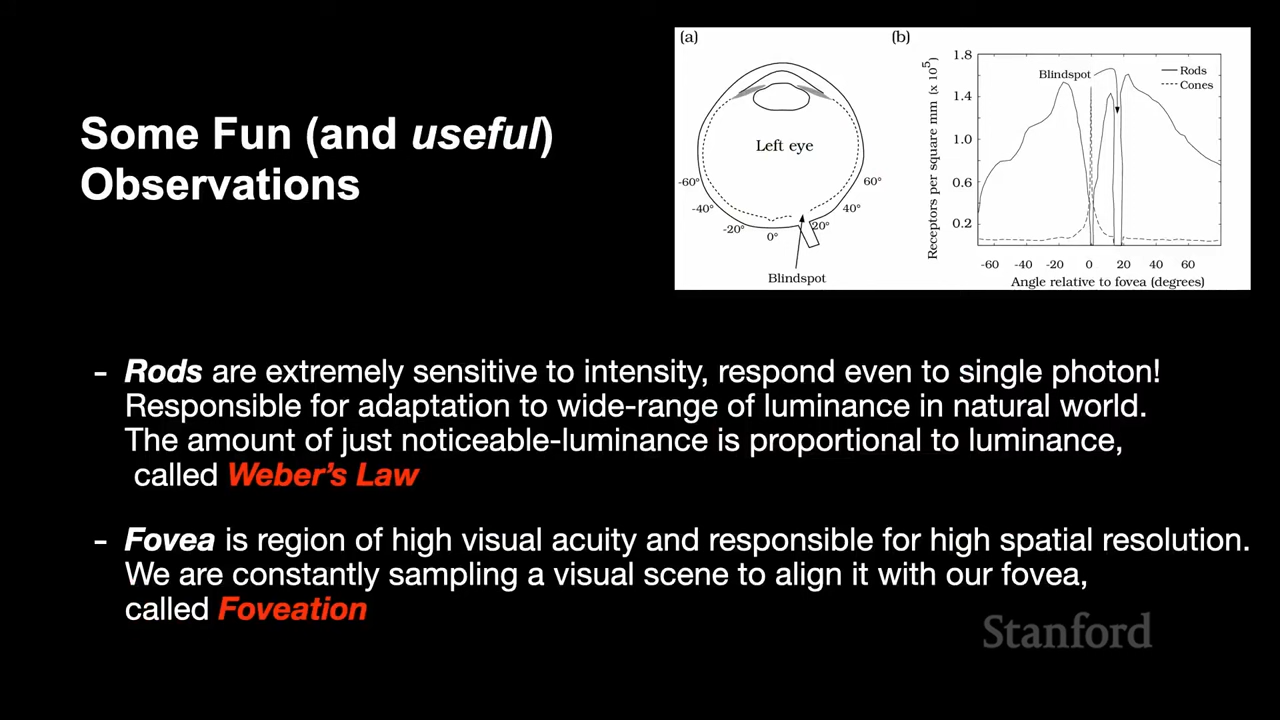 Some Fun (and useful)
Observations
(a)
Left eye
-60°
-40°
-20°
0°
20°
40°
60°
Blindspot
(b)
Receptors per square mm (x 10⁵)
1.8
1.4
1.0
0.6
0.2
Blindspot
Rods
Cones
-60 -40 -20 0 20 40 60
Angle relative to fovea (degrees)
- Rods are extremely sensitive to intensity, respond even to single photon!
Responsible for adaptation to wide-range of luminance in natural world.
The amount of just noticeable-luminance is proportional to luminance,
called Weber's Law
- Fovea is region of high visual acuity and responsible for high spatial resolution.
We are constantly sampling a visual scene to align it with our fovea,
called Foveation
Stanford